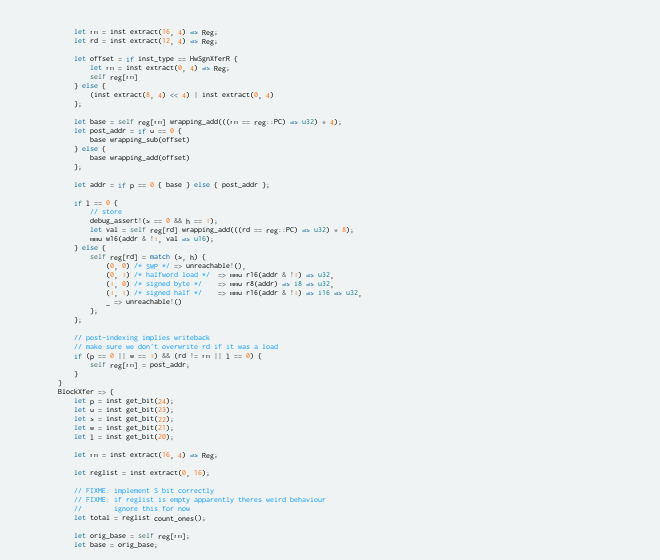 let rn = inst extract(16, 4) as Reg;
let rd = inst extract(12, 4) as Reg;
let offset = if inst_type == HwSgnXferR {
let rm = inst extract(0, 4) as Reg;
self reg[rm]
} else {
(inst extract(8, 4) << 4) | inst extract(0, 4)
};
let base = self reg[rn] wrapping_add(((rn == reg::PC) as u32) * 4);
let post_addr = if u == 0 {
base wrapping_sub(offset)
} else {
base wrapping_add(offset)
};
let addr = if p == 0 { base } else { post_addr };
if l == 0 {
// store
debug_assert!(s == 0 && h == 1);
let val = self reg[rd] wrapping_add(((rd == reg::PC) as u32) * 8);
mmu w16(addr & !1, val as u16);
} else {
self reg[rd] = match (s, h) {
(0, 0) /* SWP */ => unreachable!(),
(0, 1) /* halfword load */ => mmu r16(addr & !1) as u32,
(1, 0) /* signed byte */ => mmu r8(addr) as i8 as u32,
(1, 1) /* signed half */ => mmu r16(addr & !1) as i16 as u32,
_ => unreachable!()
};
};
// post-indexing implies writeback
// make sure we don't overwrite rd if it was a load
if (p == 0 || w == 1) && (rd != rn || l == 0) {
self reg[rn] = post_addr;
}
}
BlockXfer => {
let p = inst get_bit(24);
let u = inst get_bit(23);
let s = inst get_bit(22);
let w = inst get_bit(21);
let l = inst get_bit(20);
let rn = inst extract(16, 4) as Reg;
let reglist = inst extract(0, 16);
// FIXME: implement S bit correctly
// FIXME: if reglist is empty apparently theres weird behaviour
// ignore this for now
let total = reglist count_ones();
let orig_base = self reg[rn];
let base = orig_base;